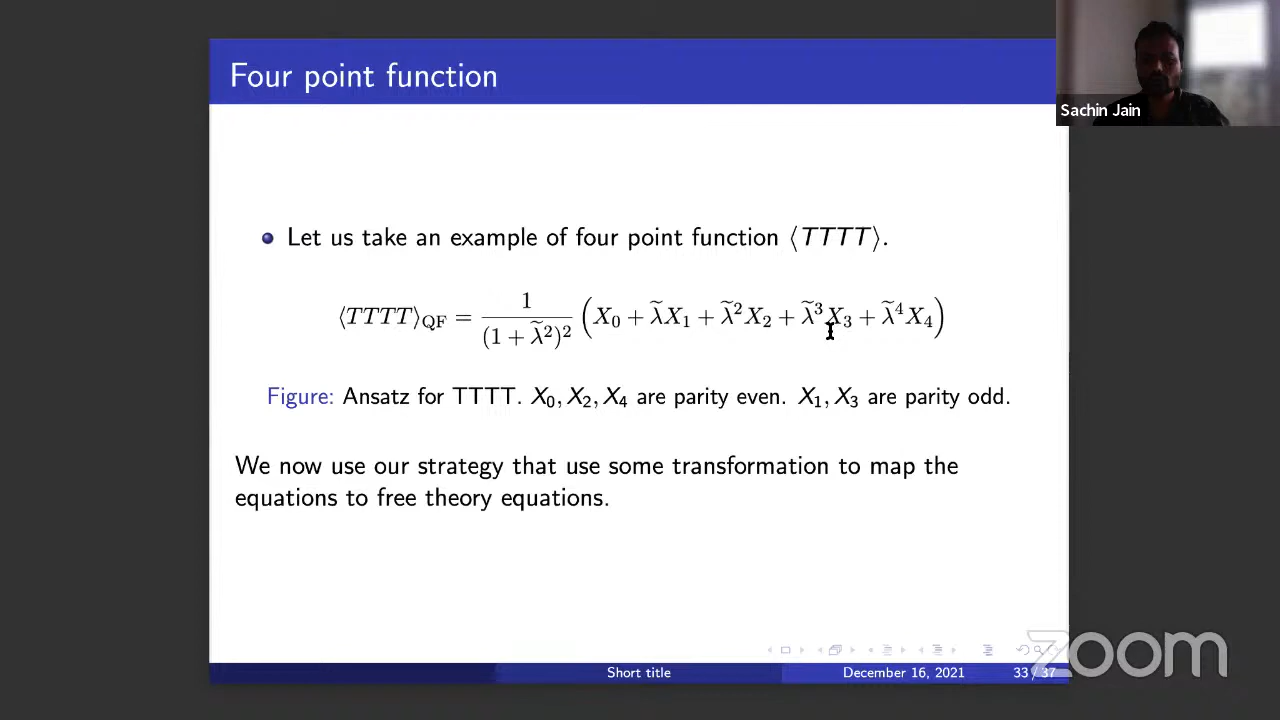 Four point function
Sachin Jain
Let us take an example of four point function ⟨TTTT⟩.
⟨TTTT⟩_QF = 1/(1 + λ̃²)² (X₀ + λ̃X₁ + λ̃²X₂ + λ̃³X₃ + λ̃⁴X₄)
Figure: Ansatz for TTTT. X₀, X₂, X₄ are parity even. X₁, X₃ are parity odd.
We now use our strategy that use some transformation to map the
equations to free theory equations.
zoom
Short title
December 16, 2021
33 / 37